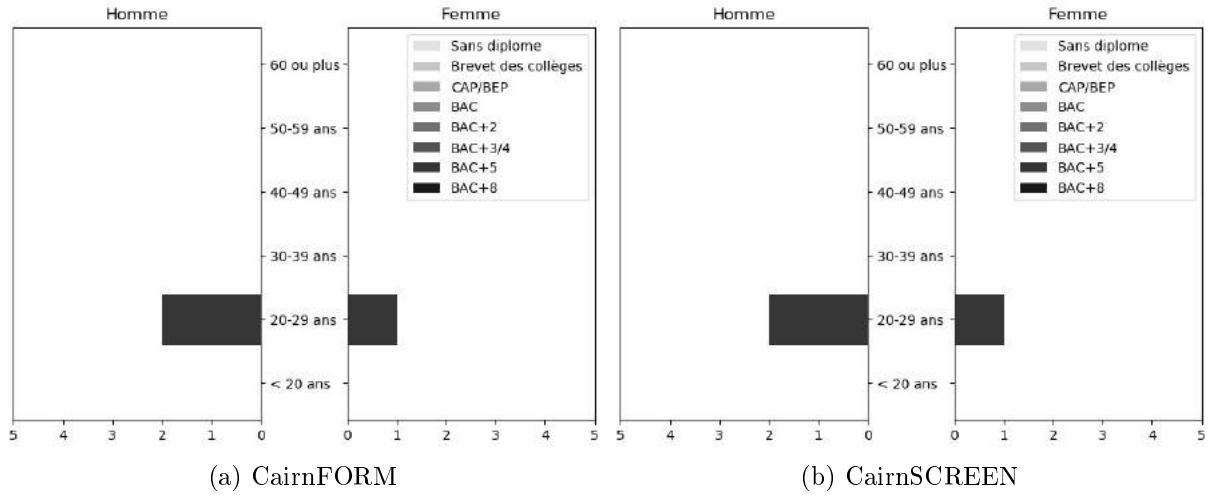 Homme
Femme
Homme
Femme
60 ou plus
50-59 ans
40-49 ans
30-39 ans
20-29 ans
< 20 ans
Sans diplome
Brevet des collèges
CAP/BEP
BAC
BAC+2
BAC+3/4
BAC+5
BAC+8
5 4 3 2 1 0
0 1 2 3 4 5
60 ou plus
50-59 ans
40-49 ans
30-39 ans
20-29 ans
< 20 ans
Sans diplome
Brevet des collèges
CAP/BEP
BAC
BAC+2
BAC+3/4
BAC+5
BAC+8
5 4 3 2 1 0
0 1 2 3 4 5
(a) CairnFORM
(b) CairnSCREEN